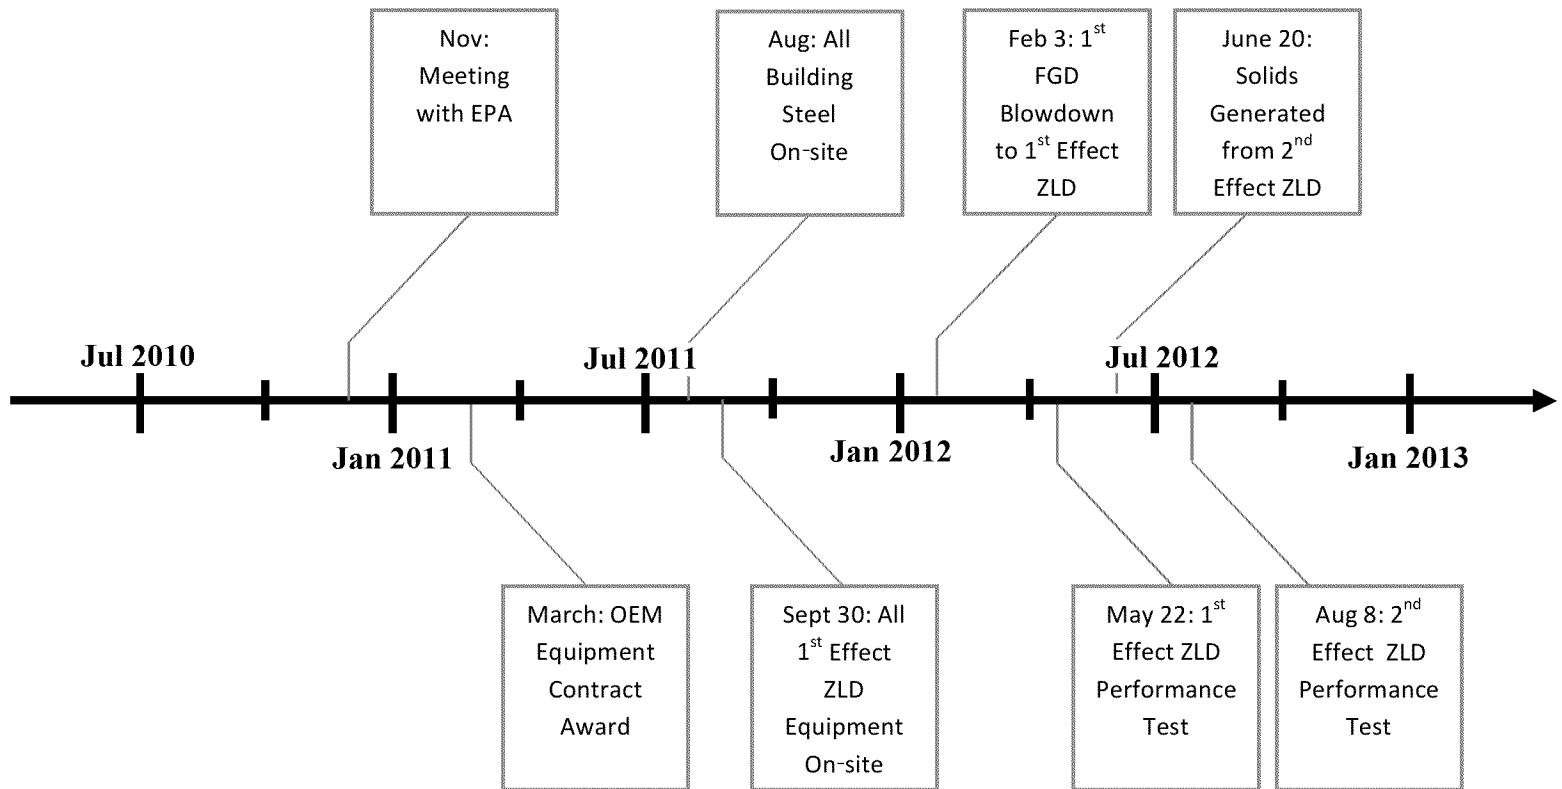 Nov:
Meeting
with EPA
Aug: All
Building
Steel
On-site
Feb 3: 1st
FGD
Blowdown
to 1st Effect
ZLD
June 20:
Solids
Generated
from 2nd
Effect ZLD
Jul 2010
Jul 2011
Jul 2012
Jan 2011
Jan 2012
Jan 2013
March: OEM
Equipment
Contract
Award
Sept 30: All
1st Effect
ZLD
Equipment
On-site
May 22: 1st
Effect ZLD
Performance
Test
Aug 8: 2nd
Effect ZLD
Performance
Test